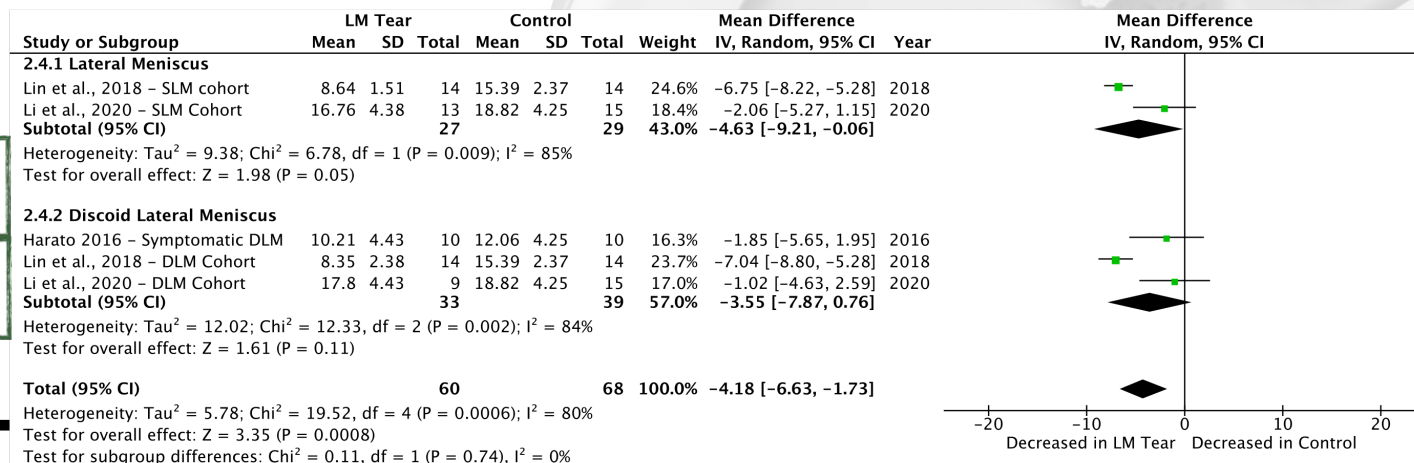 LM Tear Control Mean Difference Mean Difference
Study or Subgroup Mean SD Total Mean SD Total Weight IV, Random, 95% CI Year IV, Random, 95% CI
2.4.1 Lateral Meniscus
Lin et al., 2018 – SLM cohort 8.64 1.51 14 15.39 2.37 14 24.6% −6.75 [−8.22, −5.28] 2018
Li et al., 2020 – SLM Cohort 16.76 4.38 13 18.82 4.25 15 18.4% −2.06 [−5.27, 1.15] 2020
Subtotal (95% CI) 27 29 43.0% −4.63 [−9.21, −0.06]
Heterogeneity: Tau² = 9.38; Chi² = 6.78, df = 1 (P = 0.009); I² = 85%
Test for overall effect: Z = 1.98 (P = 0.05)
2.4.2 Discoid Lateral Meniscus
Harato 2016 – Symptomatic DLM 10.21 4.43 10 12.06 4.25 10 16.3% −1.85 [−5.65, 1.95] 2016
Lin et al., 2018 – DLM Cohort 8.35 2.38 14 15.39 2.37 14 23.7% −7.04 [−8.80, −5.28] 2018
Li et al., 2020 – DLM Cohort 17.8 4.43 9 18.82 4.25 15 17.0% −1.02 [−4.63, 2.59] 2020
Subtotal (95% CI) 33 39 57.0% −3.55 [−7.87, 0.76]
Heterogeneity: Tau² = 12.02; Chi² = 12.33, df = 2 (P = 0.002); I² = 84%
Test for overall effect: Z = 1.61 (P = 0.11)
Total (95% CI) 60 68 100.0% −4.18 [−6.63, −1.73]
Heterogeneity: Tau² = 5.78; Chi² = 19.52, df = 4 (P = 0.0006); I² = 80%
Test for overall effect: Z = 3.35 (P = 0.0008)
Test for subgroup differences: Chi² = 0.11, df = 1 (P = 0.74), I² = 0%
−20 −10 0 10 20
Decreased in LM Tear Decreased in Control